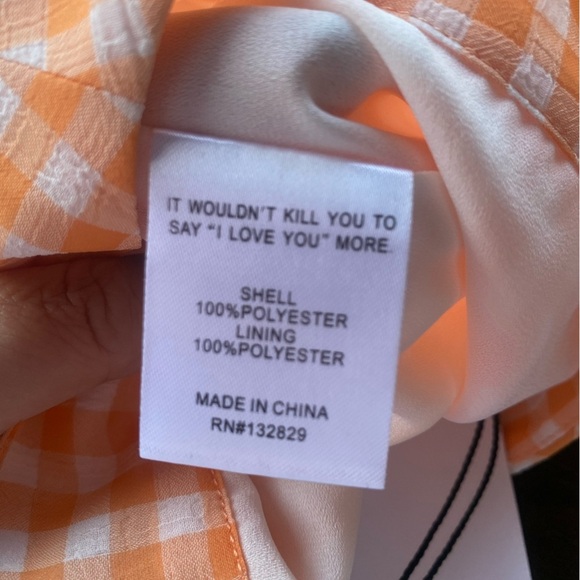 IT WOULDN'T KILL YOU TO
SAY "I LOVE YOU" MORE.
SHELL
100%POLYESTER
LINING
100%POLYESTER
MADE IN CHINA
RN#132829